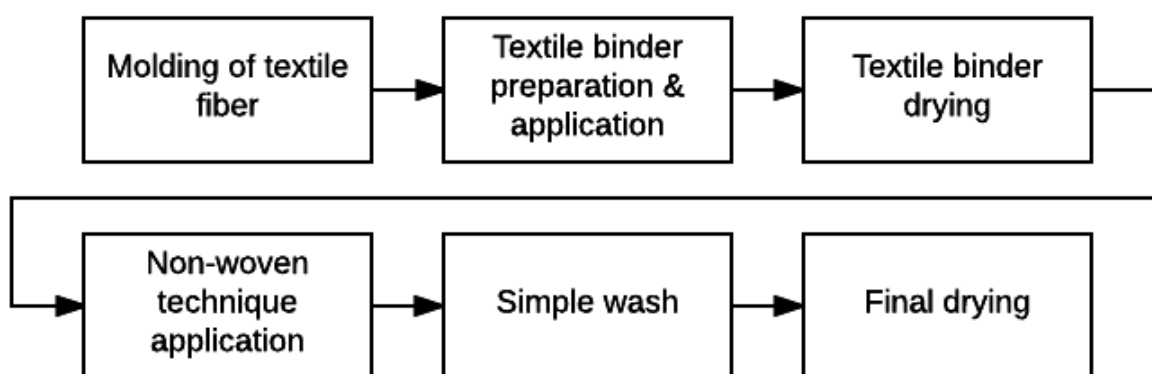 Molding of textile
fiber
Textile binder
preparation &
application
Textile binder
drying
Non-woven
technique
application
Simple wash
Final drying